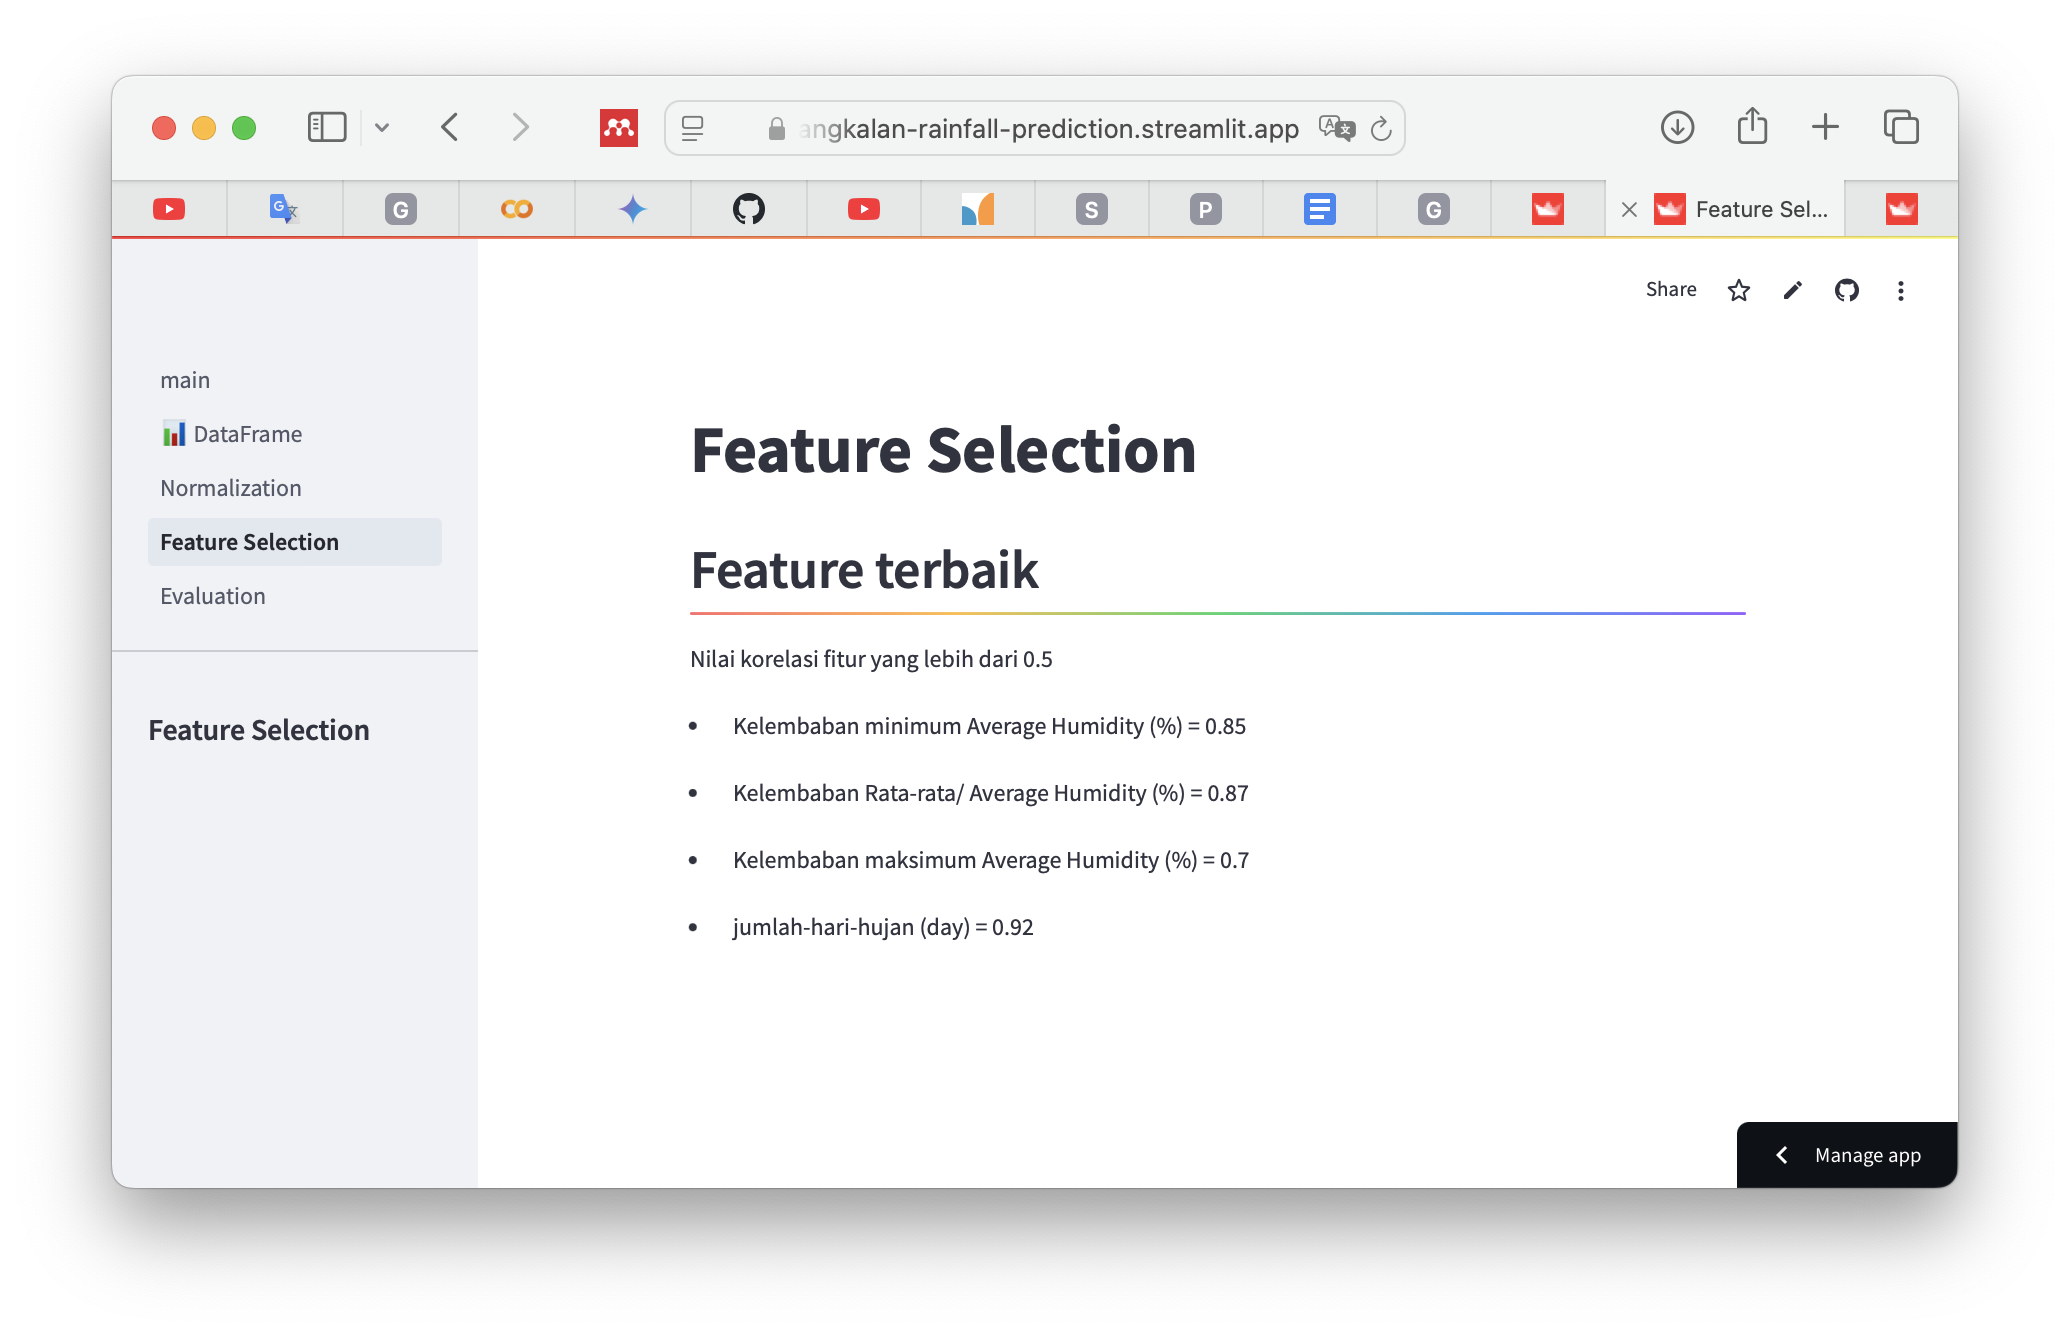 angkalan-rainfall-prediction.streamlit.app
G
S
P
G
Feature Sel...
Share
main
DataFrame
Normalization
Feature Selection
Evaluation
Feature Selection
Feature Selection
Feature terbaik
Nilai korelasi fitur yang lebih dari 0.5
• Kelembaban minimum Average Humidity (%) = 0.85
• Kelembaban Rata-rata/ Average Humidity (%) = 0.87
• Kelembaban maksimum Average Humidity (%) = 0.7
• jumlah-hari-hujan (day) = 0.92
Manage app